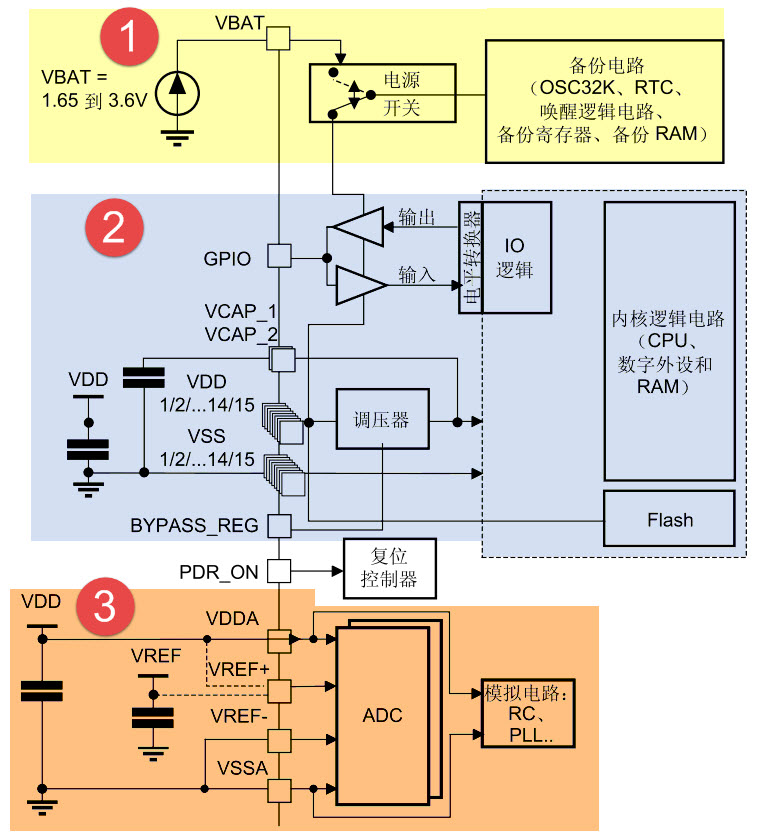 1
VBAT
VBAT =
1.65 到 3.6V
电源
开关
备份电路
（OSC32K、RTC、
唤醒逻辑电路、
备份寄存器、备份 RAM）
2
GPIO
输出
输入
电平转换器
IO
逻辑
内核逻辑电路
（CPU、
数字外设和
RAM）
VCAP_1
VCAP_2
VDD
VDD
1/2/...14/15
调压器
VSS
1/2/...14/15
BYPASS_REG
Flash
PDR_ON
复位
控制器
3
VDD
VDDA
VREF
VREF+
VREF-
VSSA
ADC
模拟电路：
RC、
PLL..